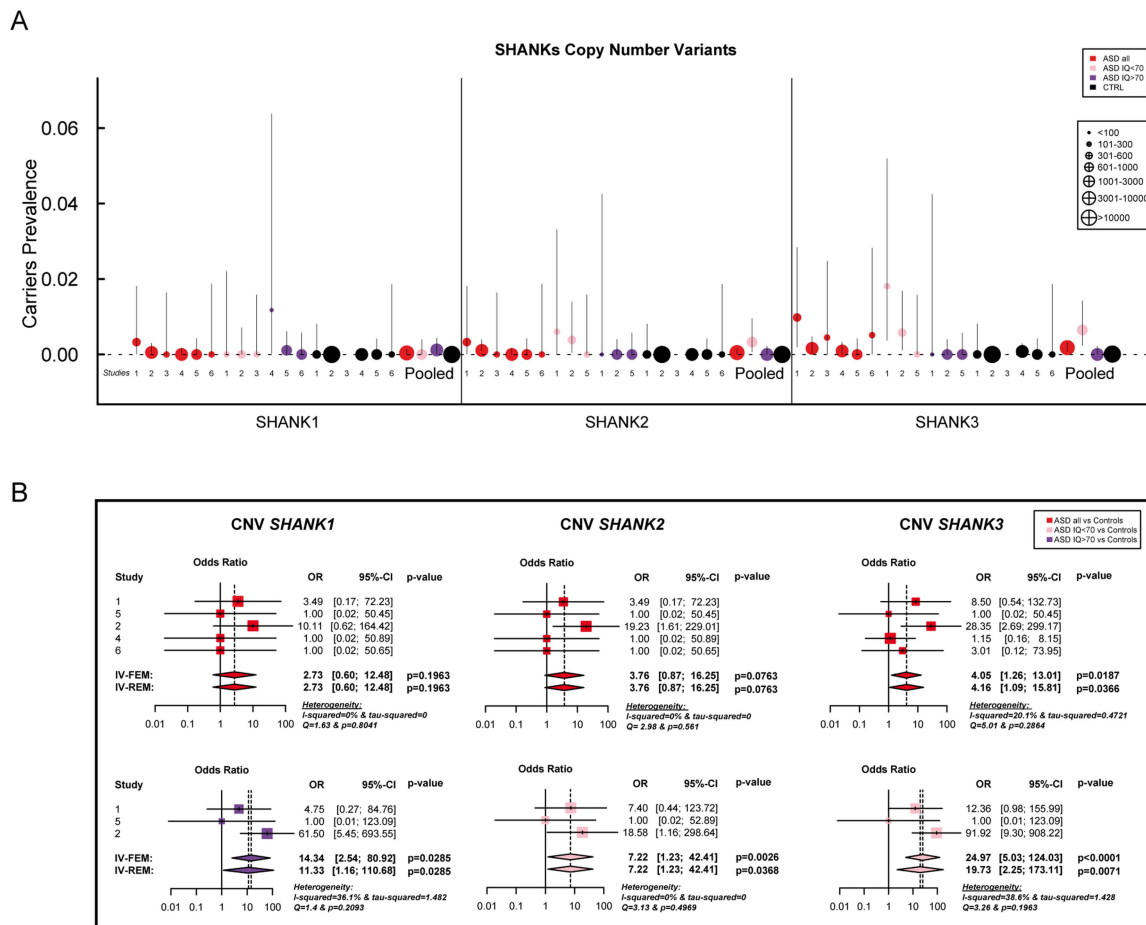 A
SHANKs Copy Number Variants
ASD all
ASD IQ<70
ASD IQ>70
CTRL
<100
101-300
301-600
601-1000
1001-3000
3001-10000
>10000
Carriers Prevalence
0.06
0.04
0.02
0.00
Studies 1 2 3 4 5 6 1 2 3 4 5 6 1 2 3 4 5 6 Pooled 1 2 3 4 5 6 1 2 5 1 2 5 1 2 3 4 5 6 Pooled 1 2 3 4 5 6 1 2 5 1 2 5 1 2 3 4 5 6 Pooled
SHANK1 SHANK2 SHANK3
B
CNV SHANK1 CNV SHANK2 CNV SHANK3
ASD all vs Controls
ASD IQ<70 vs Controls
ASD IQ>70 vs Controls
Odds Ratio Odds Ratio Odds Ratio
Study OR 95%-CI p-value OR 95%-CI p-value OR 95%-CI p-value
1 3.49 [0.17; 72.23] 3.49 [0.17; 72.23] 8.50 [0.54; 132.73]
5 1.00 [0.02; 50.45] 1.00 [0.02; 50.45] 1.00 [0.02; 50.45]
2 10.11 [0.62; 164.42] 19.23 [1.61; 229.01] 28.35 [2.69; 299.17]
4 1.00 [0.02; 50.89] 1.00 [0.02; 50.89] 1.15 [0.16; 8.15]
6 1.00 [0.02; 50.65] 1.00 [0.02; 50.65] 3.01 [0.12; 73.95]
IV-FEM: 2.73 [0.60; 12.48] p=0.1963 3.76 [0.87; 16.25] p=0.0763 4.05 [1.26; 13.01] p=0.0187
IV-REM: 2.73 [0.60; 12.48] p=0.1963 3.76 [0.87; 16.25] p=0.0763 4.16 [1.09; 15.81] p=0.0366
Heterogeneity: Heterogeneity: Heterogeneity:
0.01 0.1 1 10 100 I-squared=0% & tau-squared=0 0.01 0.1 1 10 100 I-squared=0% & tau-squared=0 0.01 0.1 1 10 100 I-squared=20.1% & tau-squared=0.4721
Q=1.63 & p=0.8041 Q= 2.98 & p=0.561 Q=5.01 & p=0.2864
Odds Ratio Odds Ratio Odds Ratio
Study OR 95%-CI p-value OR 95%-CI p-value OR 95%-CI p-value
1 4.75 [0.27; 84.76] 7.40 [0.44; 123.72] 12.36 [0.98; 155.99]
5 1.00 [0.01; 123.09] 1.00 [0.02; 52.89] 1.00 [0.01; 123.09]
2 61.50 [5.45; 693.55] 18.58 [1.16; 298.64] 91.92 [9.30; 908.22]
IV-FEM: 14.34 [2.54; 80.92] p=0.0285 7.22 [1.23; 42.41] p=0.0026 24.97 [5.03; 124.03] p<0.0001
IV-REM: 11.33 [1.16; 110.68] p=0.0285 7.22 [1.23; 42.41] p=0.0368 19.73 [2.25; 173.11] p=0.0071
Heterogeneity: Heterogeneity: Heterogeneity:
0.01 0.1 1 10 100 I-squared=36.1% & tau-squared=1.482 0.01 0.1 1 10 100 I-squared=0% & tau-squared=0 0.01 0.1 1 10 100 I-squared=38.6% & tau-squared=1.428
Q=1.4 & p=0.2093 Q=3.13 & p=0.4969 Q=3.26 & p=0.1963